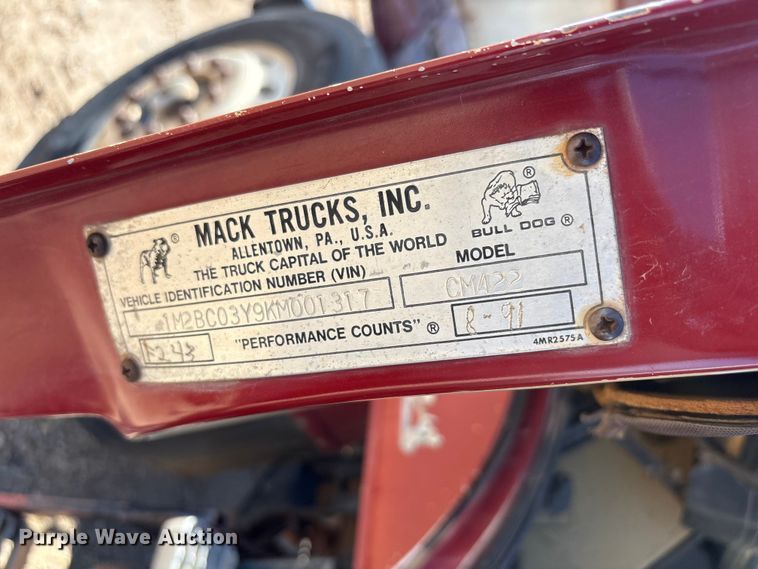 MACK TRUCKS, INC.
ALLENTOWN, PA., U.S.A.
THE TRUCK CAPITAL OF THE WORLD
®
®
BULL DOG ®
VEHICLE IDENTIFICATION NUMBER (VIN)
MODEL
1M2BC03Y9KM001317
CM422
"PERFORMANCE COUNTS" ®
8-91
4MR2575A
Purple Wave Auction